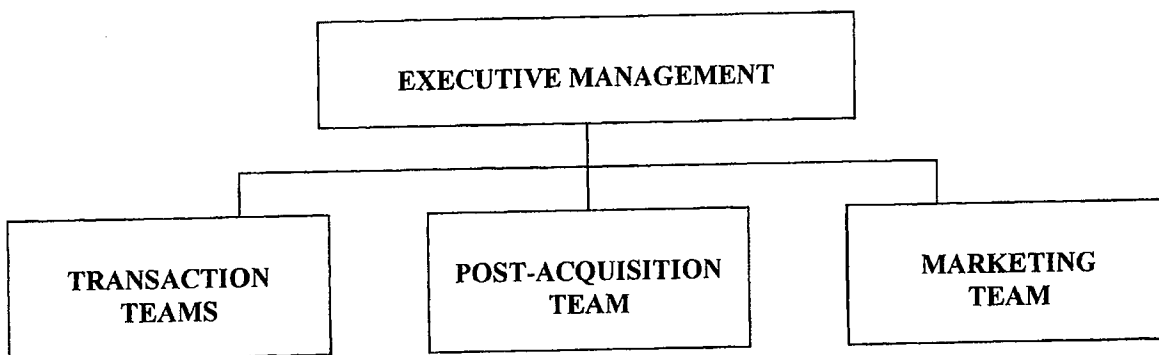 EXECUTIVE MANAGEMENT
TRANSACTION
TEAMS
POST-ACQUISITION
TEAM
MARKETING
TEAM